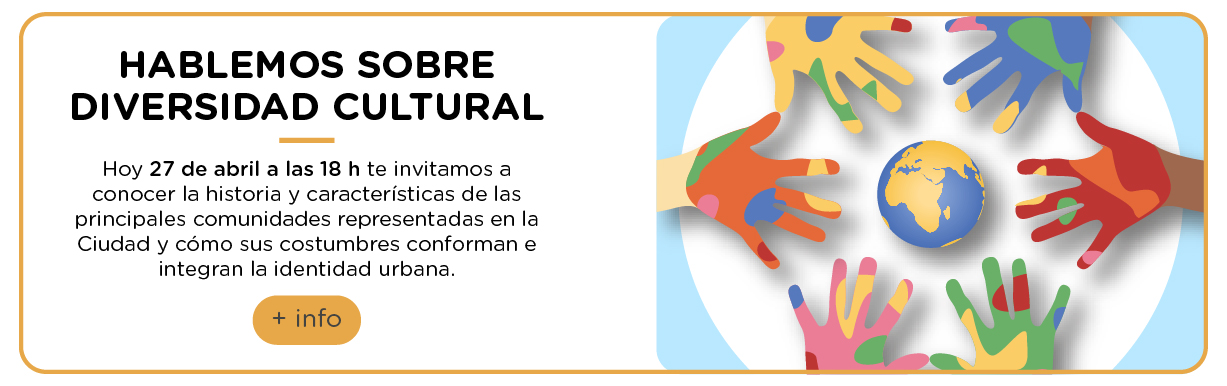 HABLEMOS SOBRE
DIVERSIDAD CULTURAL
Hoy 27 de abril a las 18 h te invitamos a
conocer la historia y características de las
principales comunidades representadas en la
Ciudad y cómo sus costumbres conforman e
integran la identidad urbana.
+ info